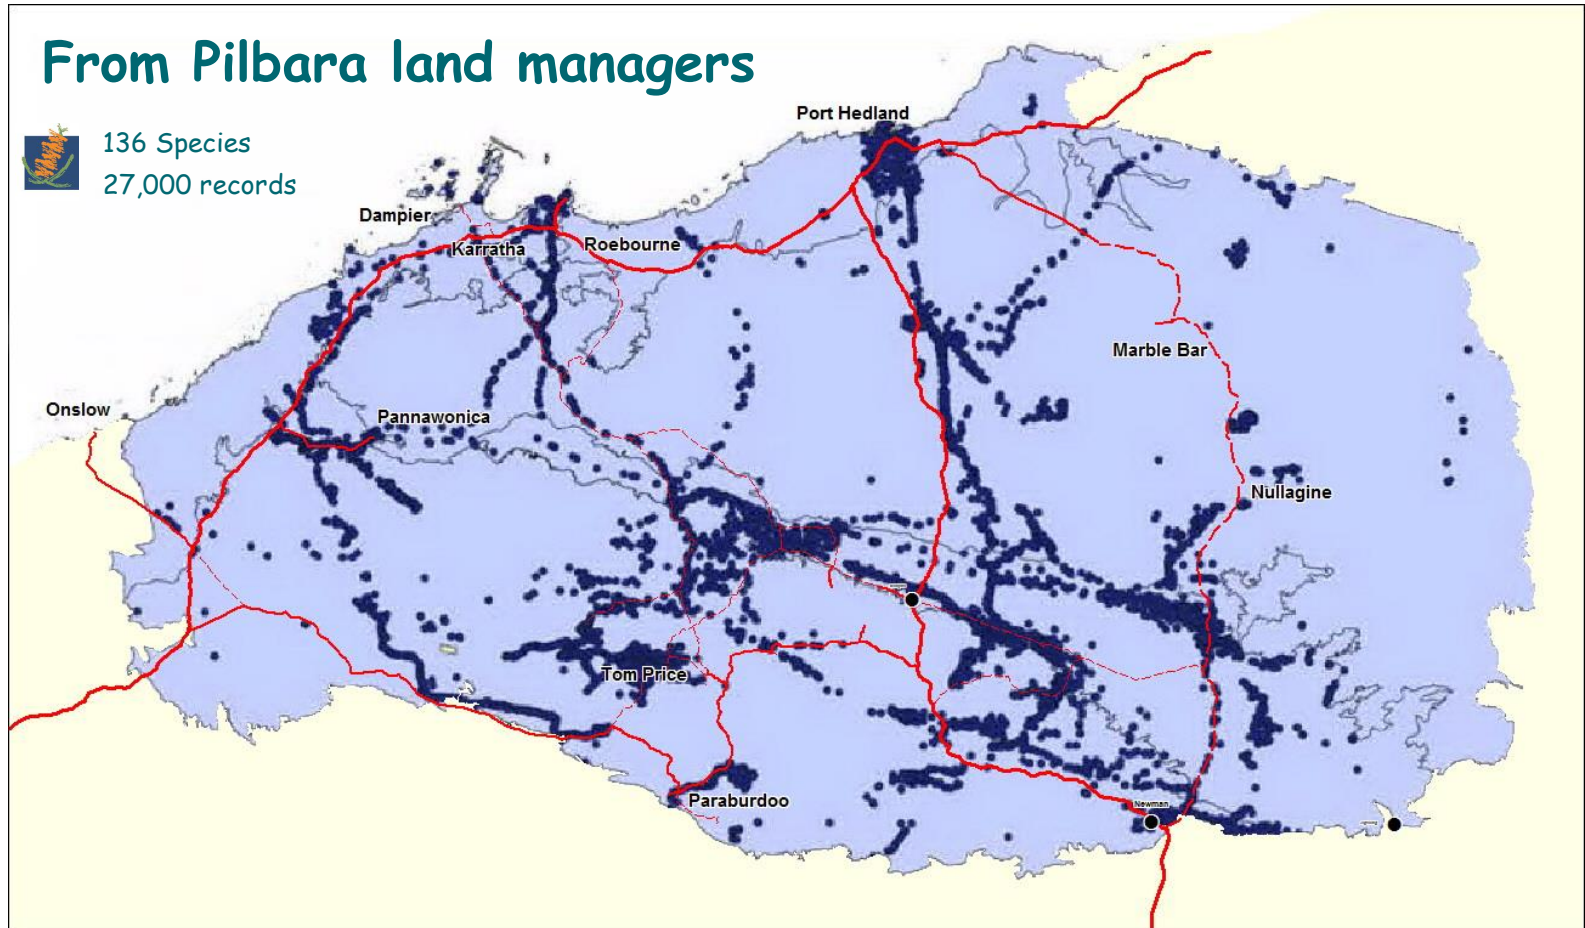 From Pilbara land managers
136 Species
27,000 records
Port Hedland
Dampier
Karratha
Roebourne
Marble Bar
Onslow
Pannawonica
Nullagine
Tom Price
Paraburdoo
Newman